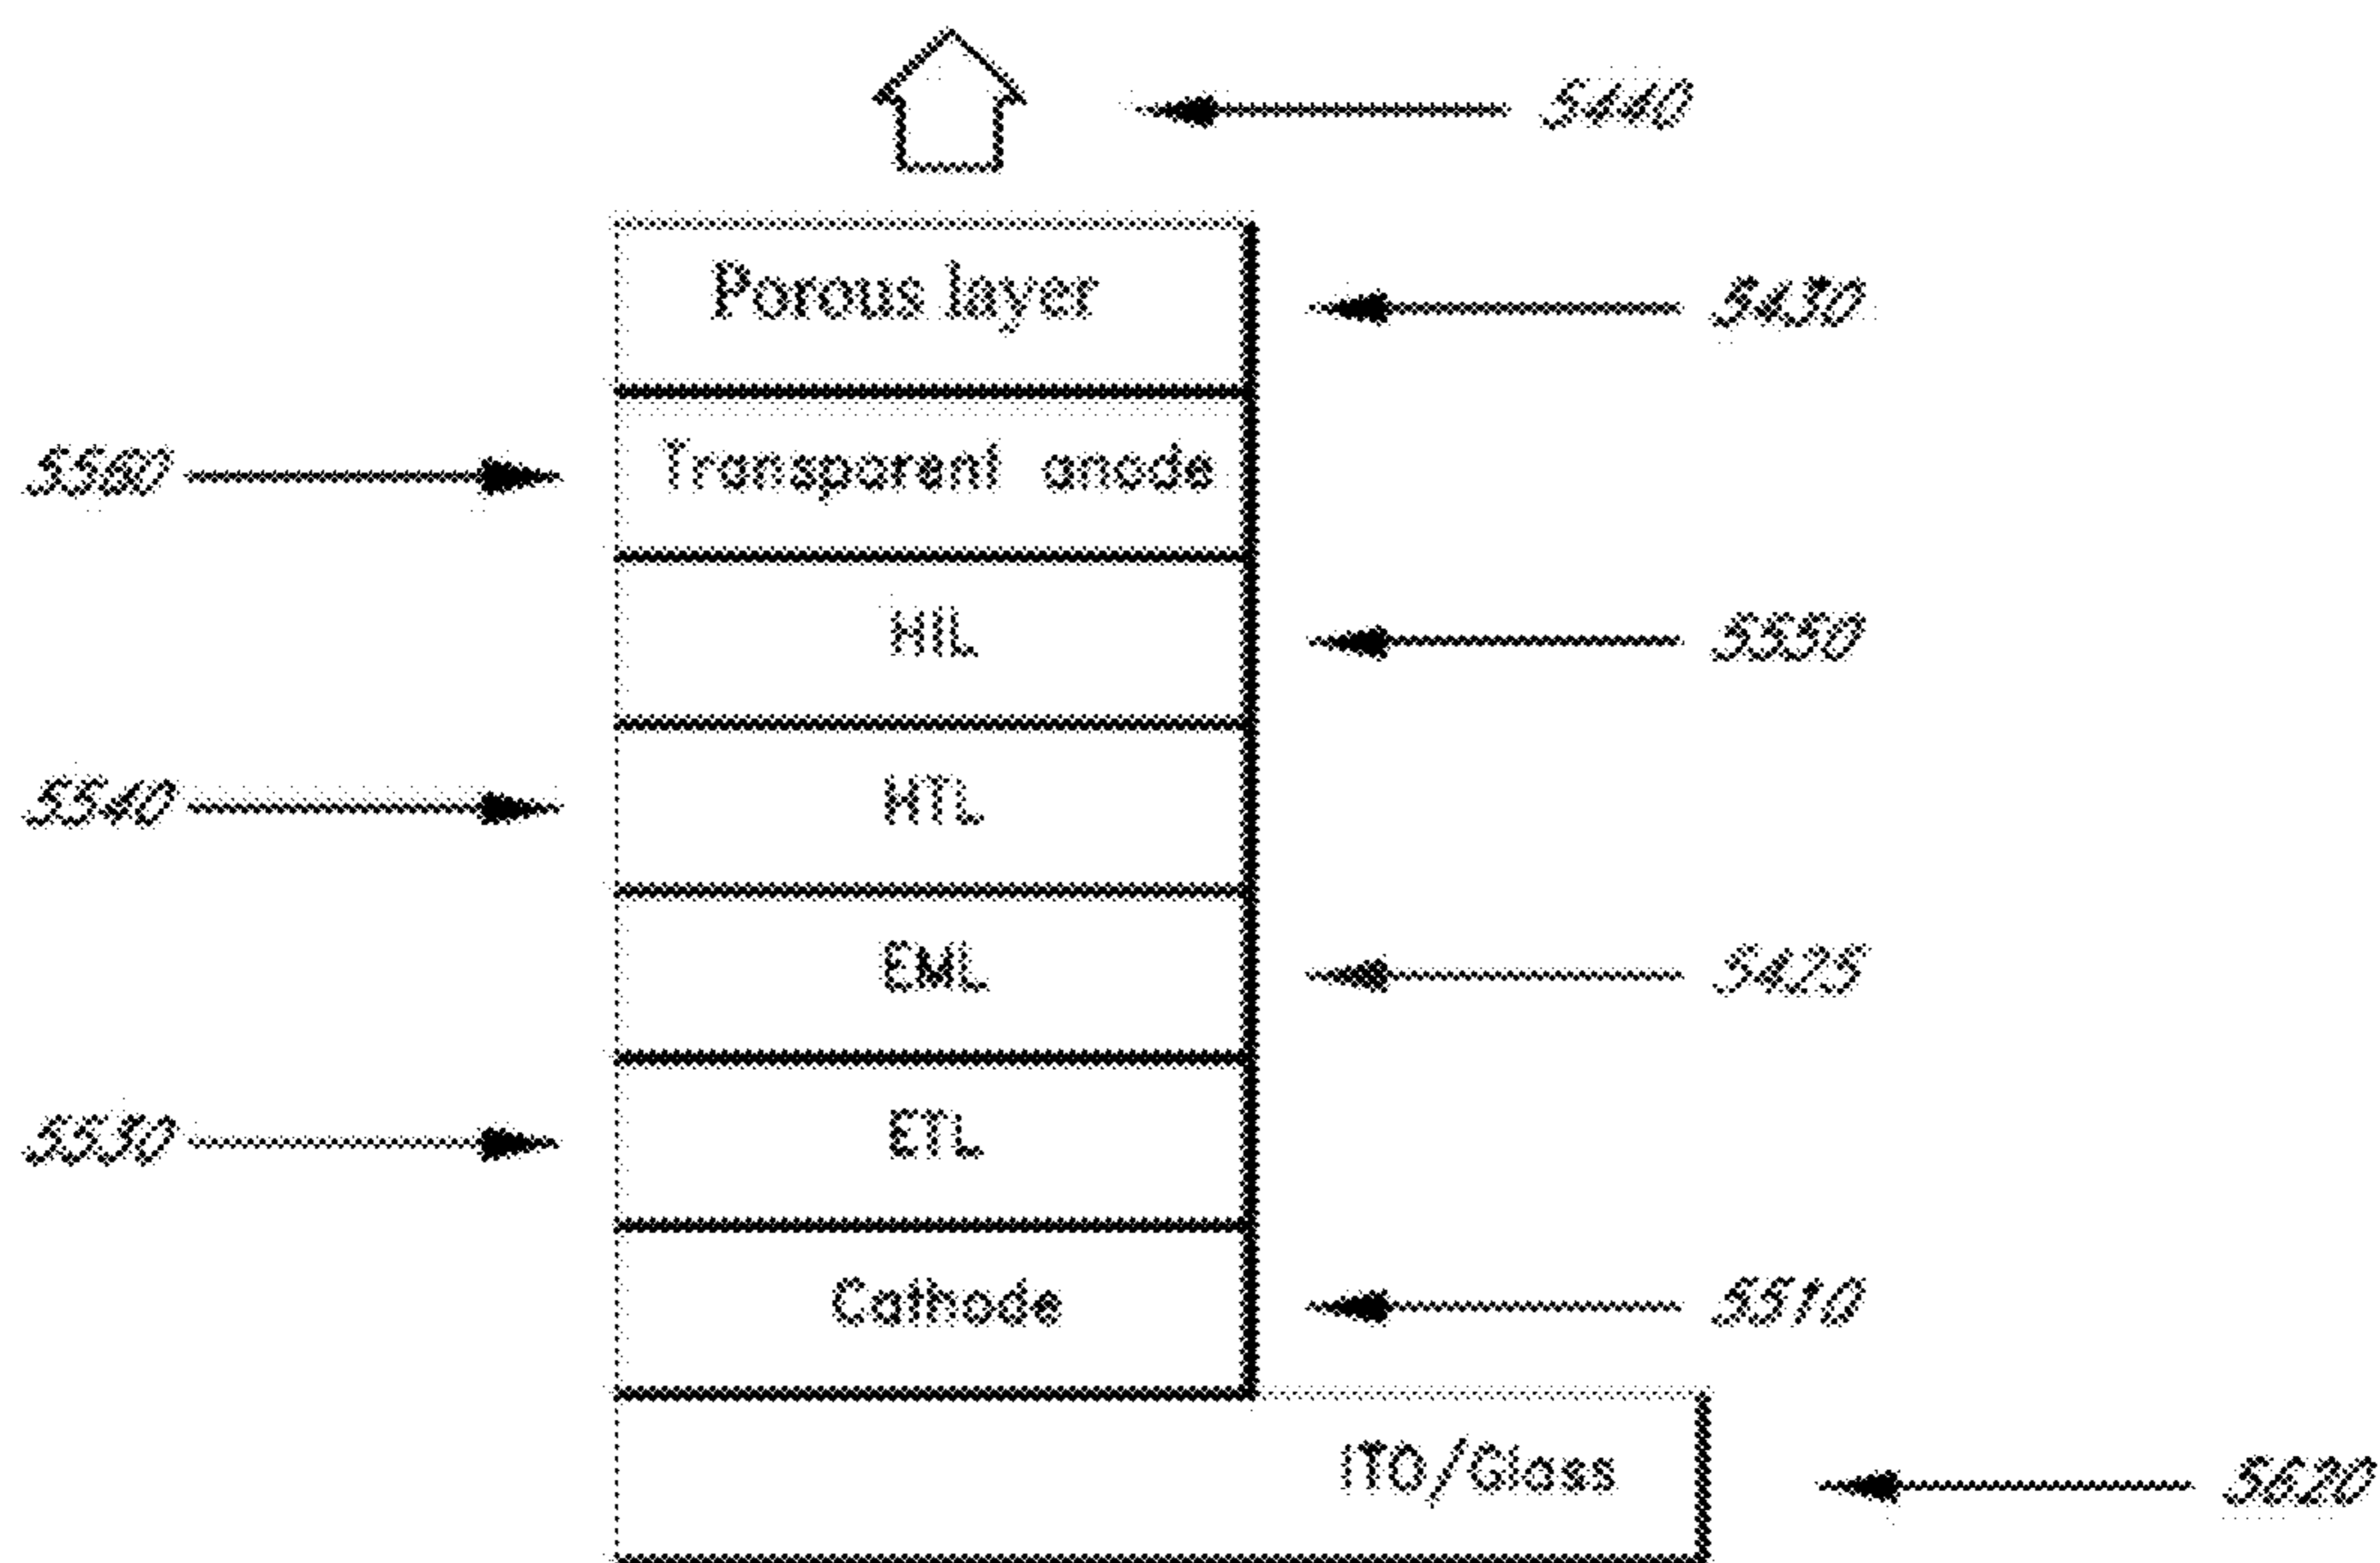 5440
Porous layer
5430
5560
Transparent anode
HIL
5550
5540
HTL
EML
5425
5530
ETL
Cathode
5510
ITO/Glass
5620